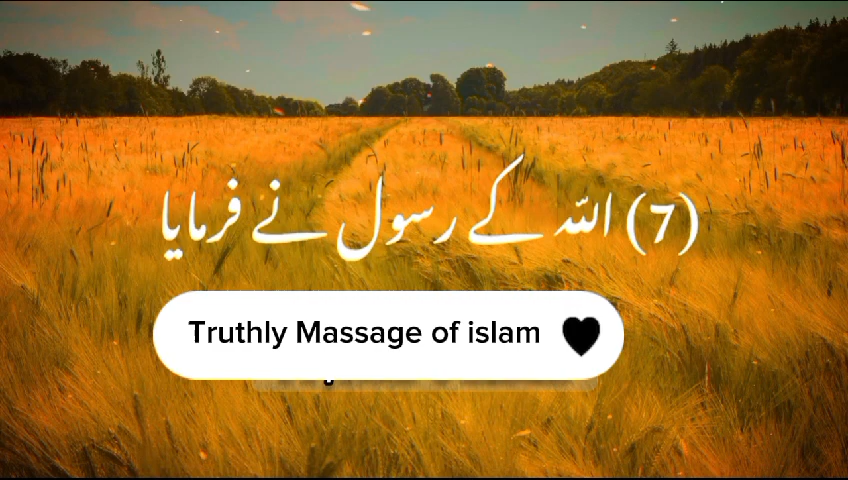 (7) اللہ کے رسول نے فرمایا
Truthly Massage of islam 🖤